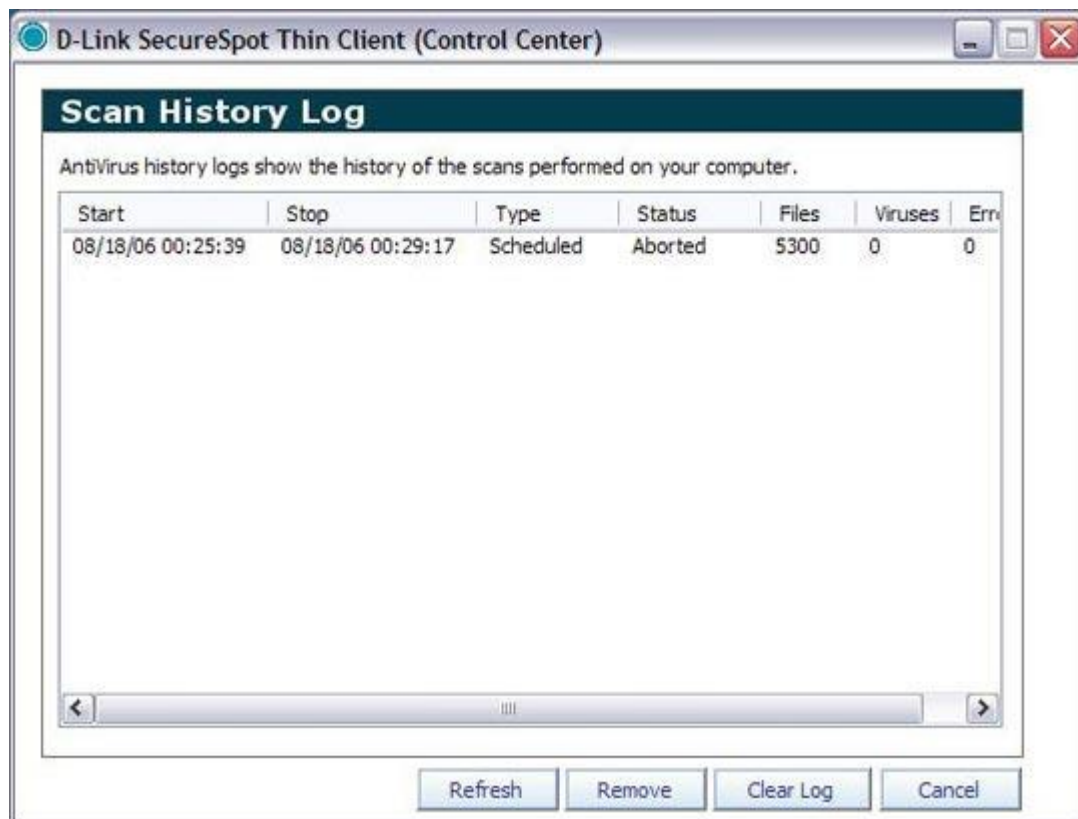 D-Link SecureSpot Thin Client (Control Center)
Scan History Log
AntiVirus history logs show the history of the scans performed on your computer.
Start Stop Type Status Files Viruses Erro
08/18/06 00:25:39 08/18/06 00:29:17 Scheduled Aborted 5300 0 0
Refresh Remove Clear Log Cancel